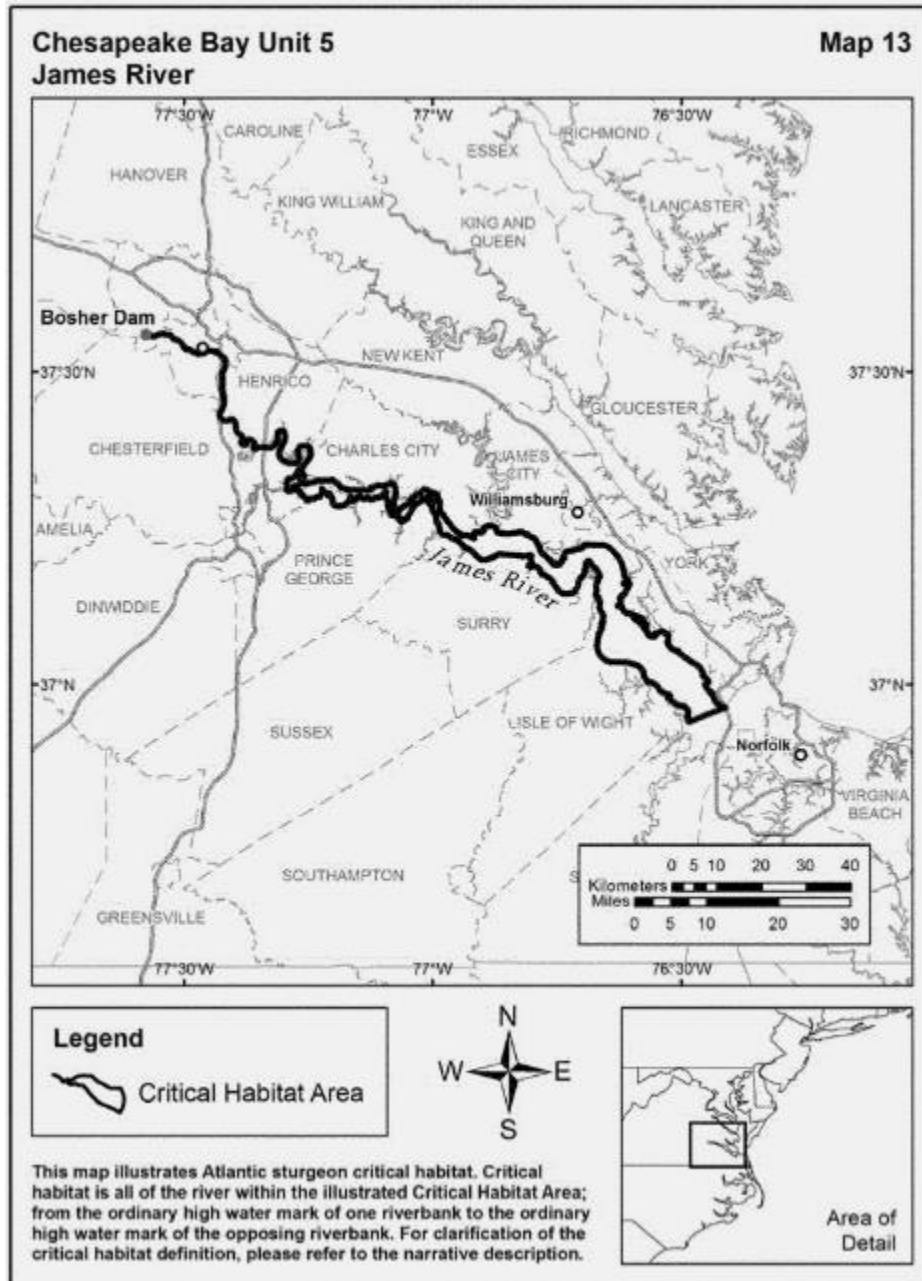 Chesapeake Bay Unit 5
James River
Map 13
77°30'W
77°W
76°30'W
CAROLINE
ESSEX
RICHMOND
HANOVER
KING WILLIAM
KING AND
QUEEN
LANCASTER
Bosher Dam
NEW KENT
37°30'N
37°30'N
HENRICO
GLOUCESTER
CHESTERFIELD
CHARLES CITY
JAMES
CITY
Williamsburg
AMELIA
PRINCE
GEORGE
James River
YORK
DINWIDDIE
SURRY
37°N
37°N
SUSSEX
ISLE OF WIGHT
Norfolk
VIRGINIA
BEACH
SOUTHAMPTON
S
GREENSVILLE
0 5 10 20 30 40
Kilometers
Miles
0 5 10 20 30
77°30'W
77°W
76°30'W
Legend
Critical Habitat Area
N
W
E
S
This map illustrates Atlantic sturgeon critical habitat. Critical
habitat is all of the river within the illustrated Critical Habitat Area;
from the ordinary high water mark of one riverbank to the ordinary
high water mark of the opposing riverbank. For clarification of the
critical habitat definition, please refer to the narrative description.
Area of
Detail